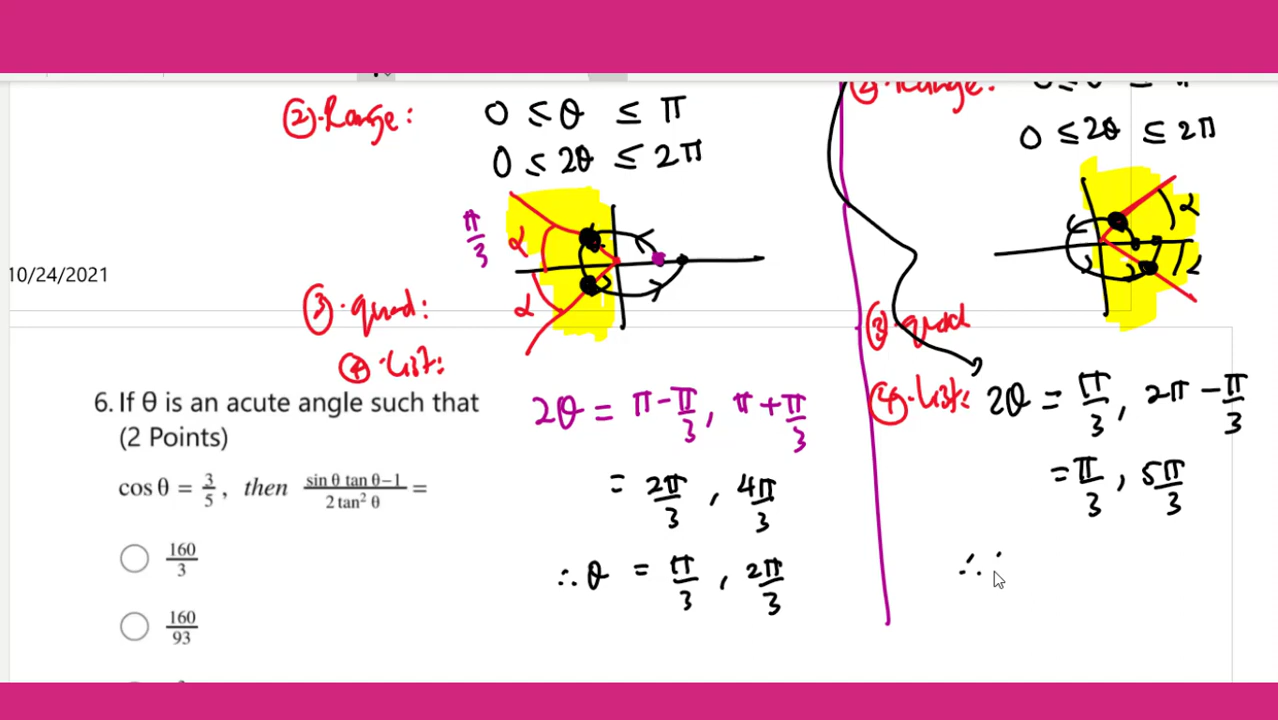 ②·Range: 0 ≤ θ ≤ π
0 ≤ 2θ ≤ 2π
π/3
α
α
③·quad:
④·List:
2θ = π - π/3, π + π/3
= 2π/3, 4π/3
∴ θ = π/3, 2π/3
②·Range:
0 ≤ 2θ ≤ 2π
α
α
③·quad
④·List: 2θ = π/3, 2π - π/3
= π/3, 5π/3
∴
10/24/2021
6. If θ is an acute angle such that
(2 Points)
cos θ = 3/5, then (sin θ tan θ−1)/(2 tan² θ) =
160/3
160/93